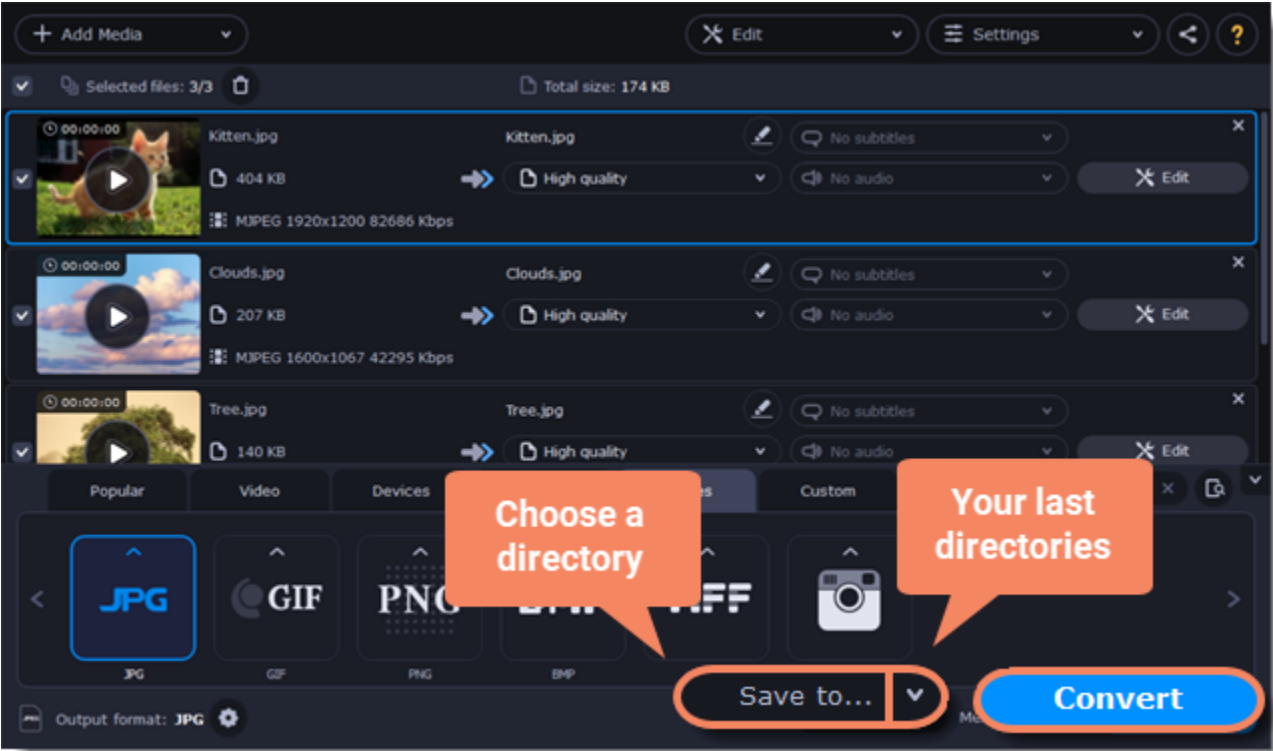 Add Media
Edit
Settings
?
Selected files: 3/3
Total size: 174 KB
00:00:00
Kitten.jpg
Kitten.jpg
No subtitles
404 KB
High quality
No audio
Edit
MJPEG 1920x1200 82686 Kbps
00:00:00
Clouds.jpg
Clouds.jpg
No subtitles
207 KB
High quality
No audio
Edit
MJPEG 1600x1067 42295 Kbps
00:00:00
Tree.jpg
Tree.jpg
No subtitles
140 KB
High quality
No audio
Edit
Popular
Video
Devices
Custom
Choose a
directory
Your last
directories
JPG
GIF
PNG
JPG
GIF
PNG
BMP
Save to...
Convert
Output format: JPG